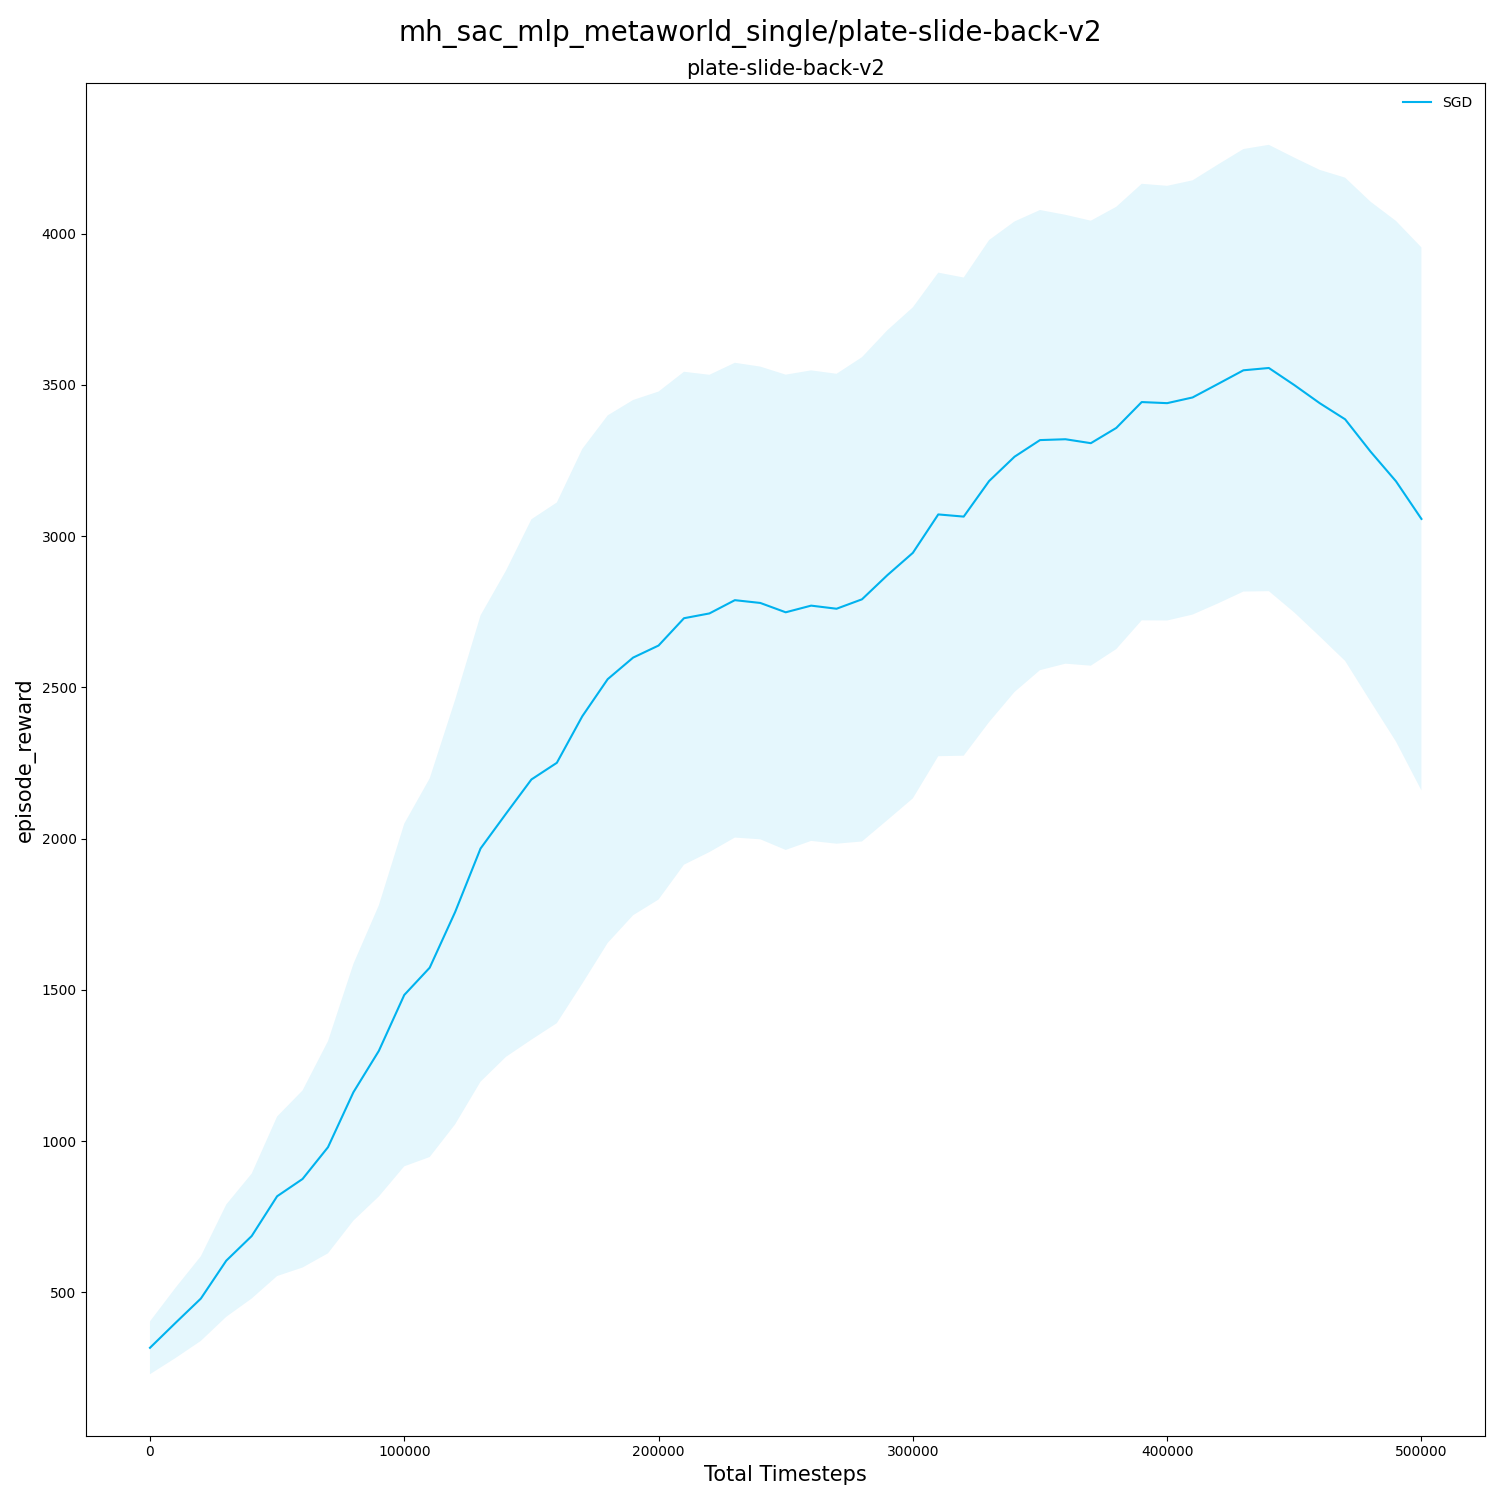 mh_sac_mlp_metaworld_single/plate-slide-back-v2
plate-slide-back-v2
SGD
episode_reward
4000
3500
3000
2500
2000
1500
1000
500
0 100000 200000 300000 400000 500000
Total Timesteps